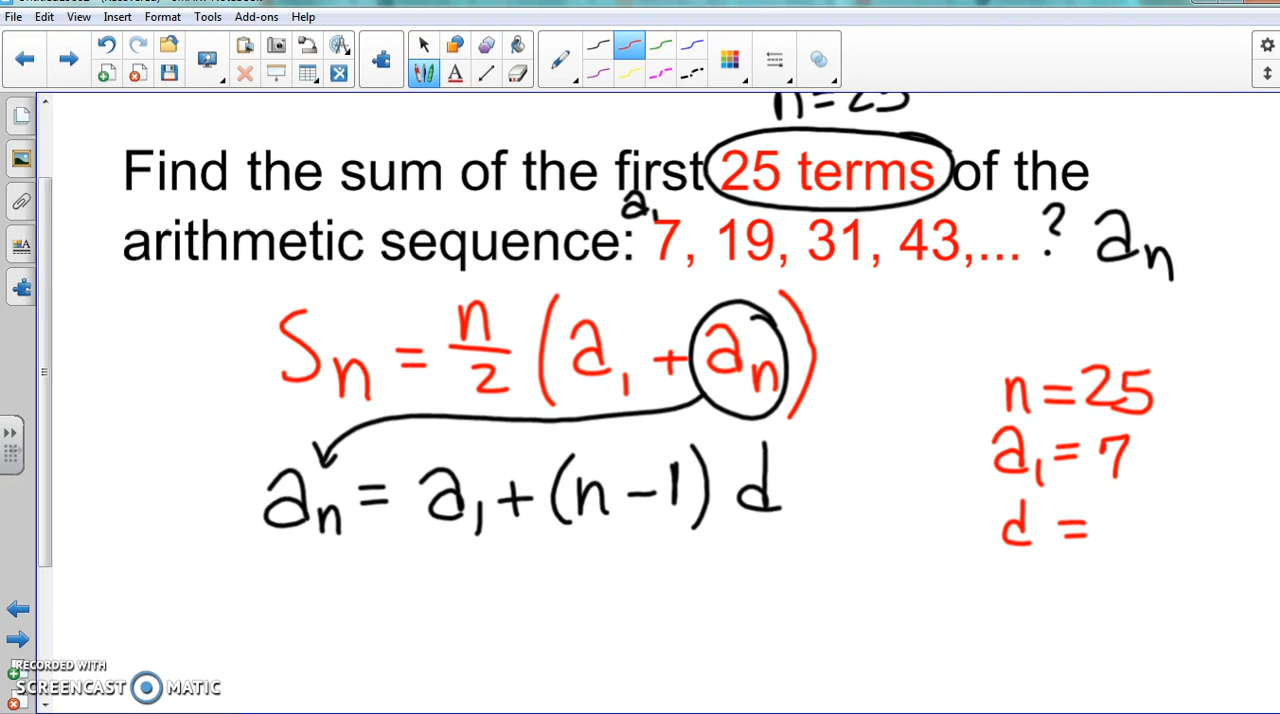 File Edit View Insert Format Tools Add-ons Help
n=25
Find the sum of the first 25 terms of the
a₁
arithmetic sequence: 7, 19, 31, 43,... ? aₙ
Sₙ = n/2 (a₁ + aₙ)
n = 25
a₁ = 7
aₙ = a₁ + (n - 1) d
d =
RECORDED WITH
SCREENCAST MATIC